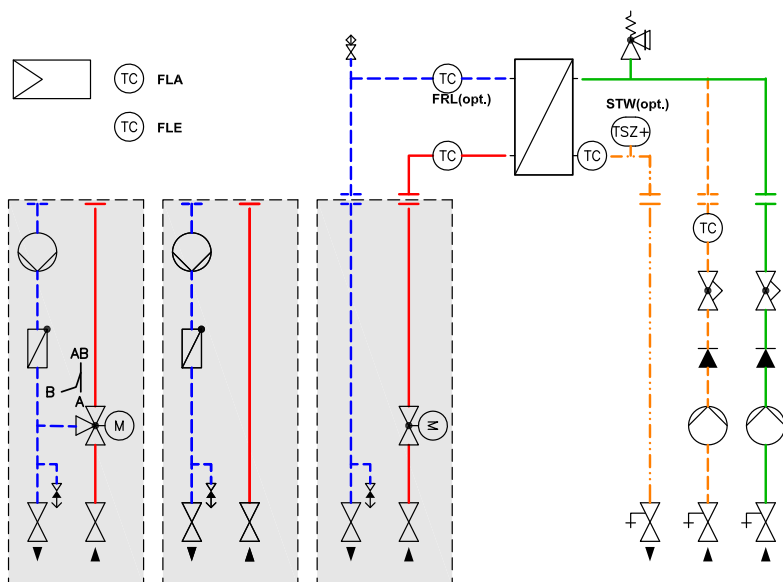 TC FLA
TC FLE
TC
FRL(opt.)
STW(opt.)
TSZ+
TC
TC
TC
AB
B
A
M
M